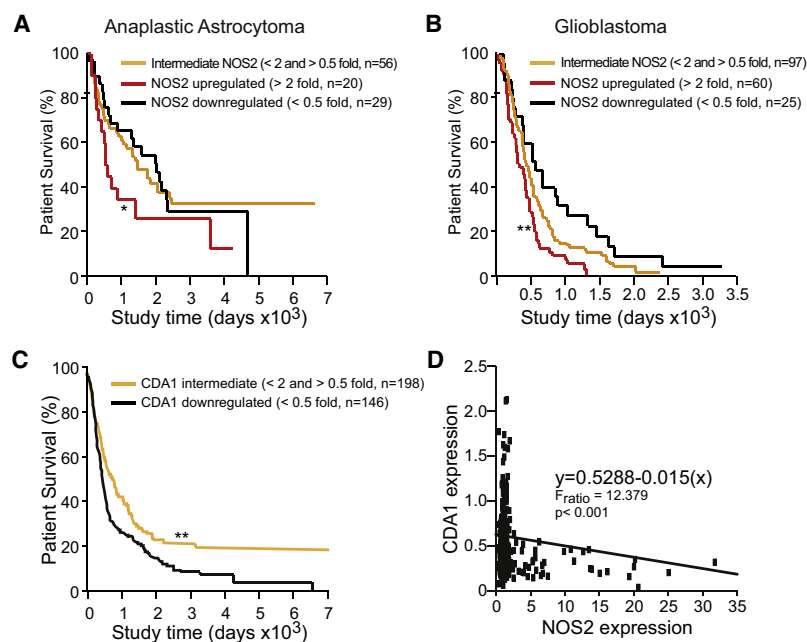 A
Anaplastic Astrocytoma
Intermediate NOS2 (< 2 and > 0.5 fold, n=56)
NOS2 upregulated (> 2 fold, n=20)
NOS2 downregulated (< 0.5 fold, n=29)
Patient Survival (%)
100
80
60
40
20
0
*
0 1 2 3 4 5 6 7
Study time (days x10³)
B
Glioblastoma
Intermediate NOS2 (< 2 and > 0.5 fold, n=97)
NOS2 upregulated (> 2 fold, n=60)
NOS2 downregulated (< 0.5 fold, n=25)
Patient Survival (%)
100
80
60
40
20
0
**
0.5 1.0 1.5 2.0 2.5 3.0 3.5
Study time (days x10³)
C
CDA1 intermediate (< 2 and > 0.5 fold, n=198)
CDA1 downregulated (< 0.5 fold, n=146)
Patient Survival (%)
100
80
60
40
20
0
**
0 1 2 3 4 5 6 7
Study time (days x10³)
D
CDA1 expression
2.5
2.0
1.5
1.0
0.5
0
y=0.5288-0.015(x)
Fratio = 12.379
p< 0.001
0 5 10 15 20 25 30 35
NOS2 expression